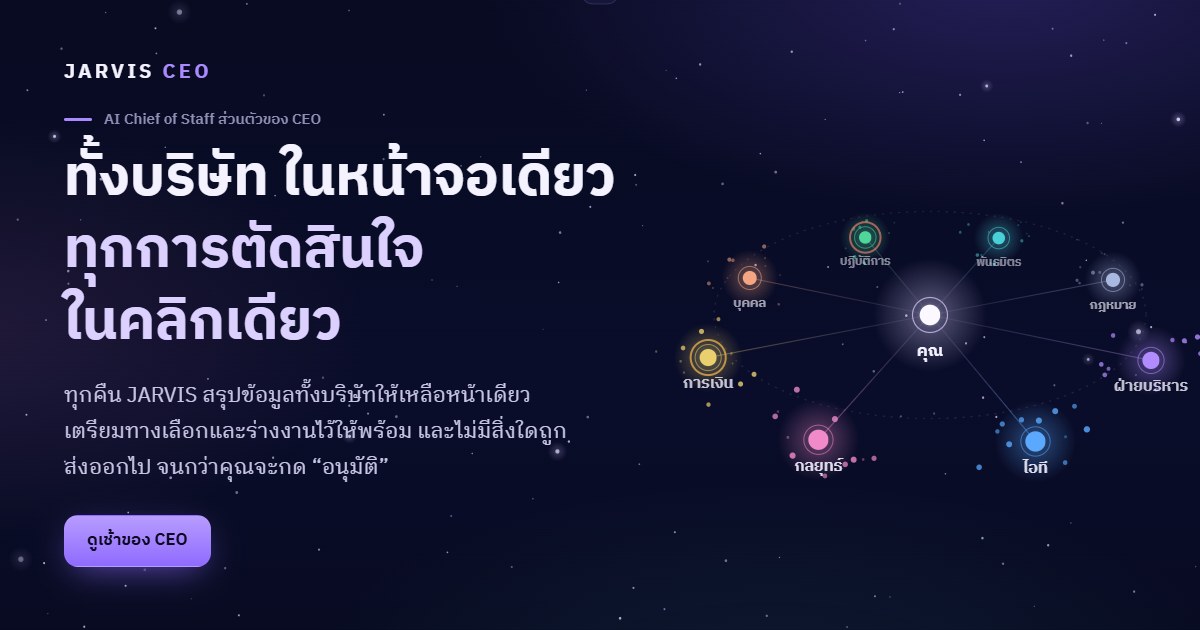 JARVIS CEO
AI Chief of Staff ส่วนตัวของ CEO
ทั้งบริษัท ในหน้าจอเดียว
ทุกการตัดสินใจ
ในคลิกเดียว
ทุกคืน JARVIS สรุปข้อมูลทั้งบริษัทให้เหลือหน้าเดียว
เตรียมทางเลือกและร่างงานไว้ให้พร้อม และไม่มีสิ่งใดถูก
ส่งออกไป จนกว่าคุณจะกด “อนุมัติ”
ดูเช้าของ CEO
ปฏิบัติการ
พันธมิตร
บุคคล
กฎหมาย
คุณ
การเงิน
ฝ่ายบริหาร
กลยุทธ์
ไอที